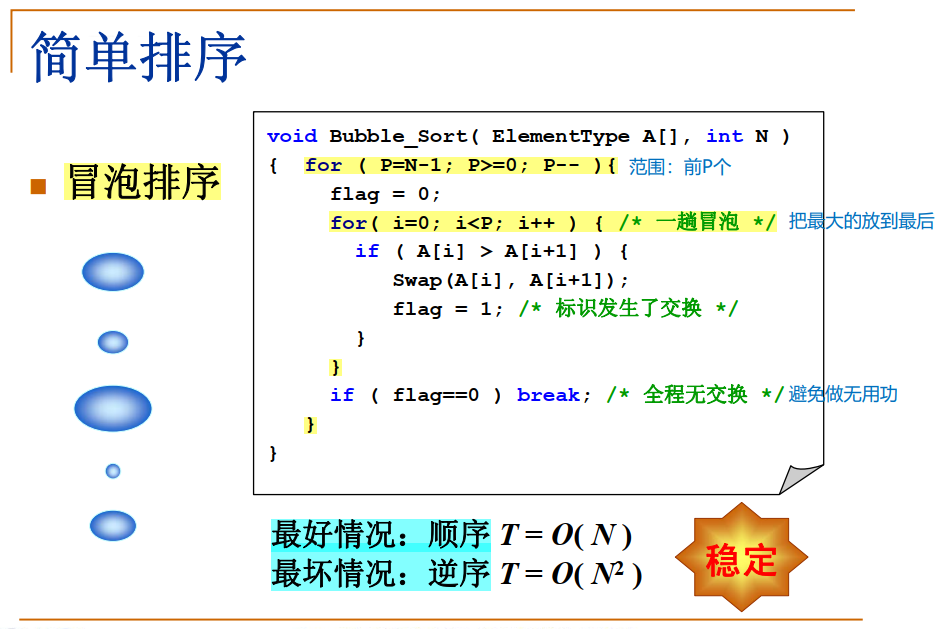 简单排序
冒泡排序
void Bubble_Sort( ElementType A[], int N )
{ for ( P=N-1; P>=0; P-- ){ 范围：前P个
flag = 0;
for( i=0; i<P; i++ ) { /* 一趟冒泡 */ 把最大的放到最后
if ( A[i] > A[i+1] ) {
Swap(A[i], A[i+1]);
flag = 1; /* 标识发生了交换 */
}
}
if ( flag==0 ) break; /* 全程无交换 */ 避免做无用功
}
}
最好情况：顺序 T = O( N )
最坏情况：逆序 T = O( N² )
稳定